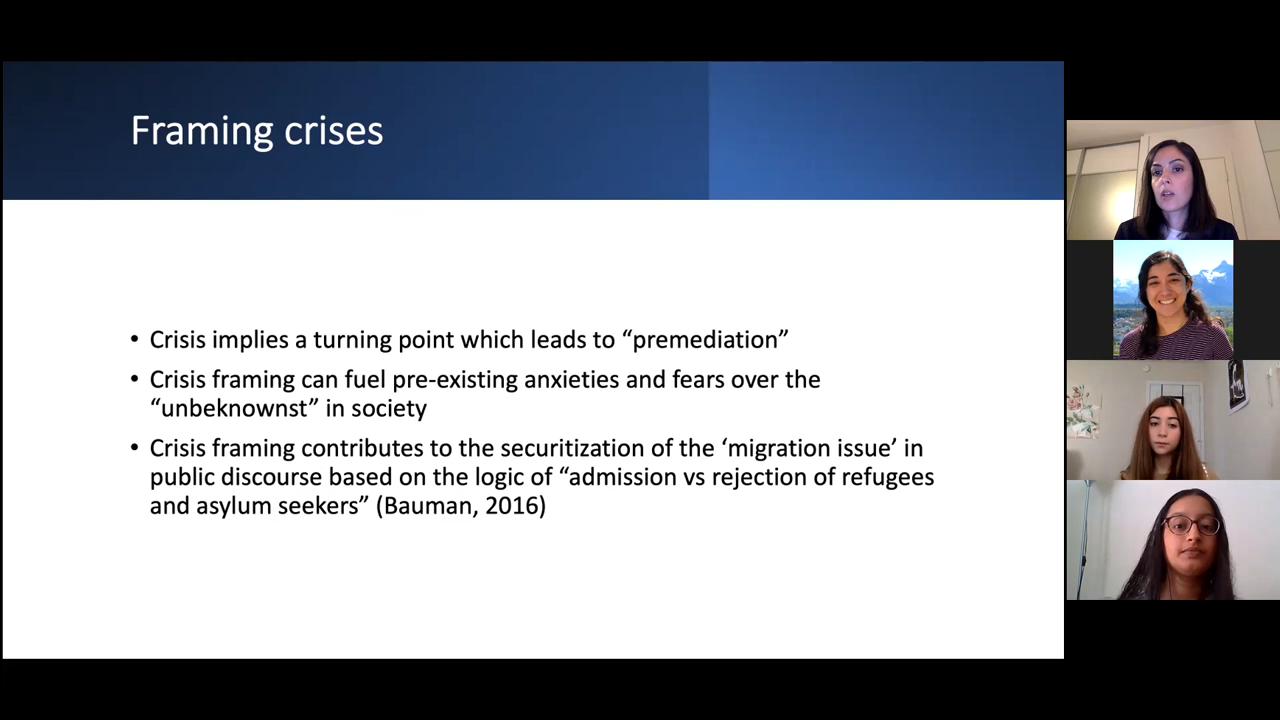 Framing crises
• Crisis implies a turning point which leads to “premediation”
• Crisis framing can fuel pre-existing anxieties and fears over the
“unbeknownst” in society
• Crisis framing contributes to the securitization of the ‘migration issue’ in
public discourse based on the logic of “admission vs rejection of refugees
and asylum seekers” (Bauman, 2016)